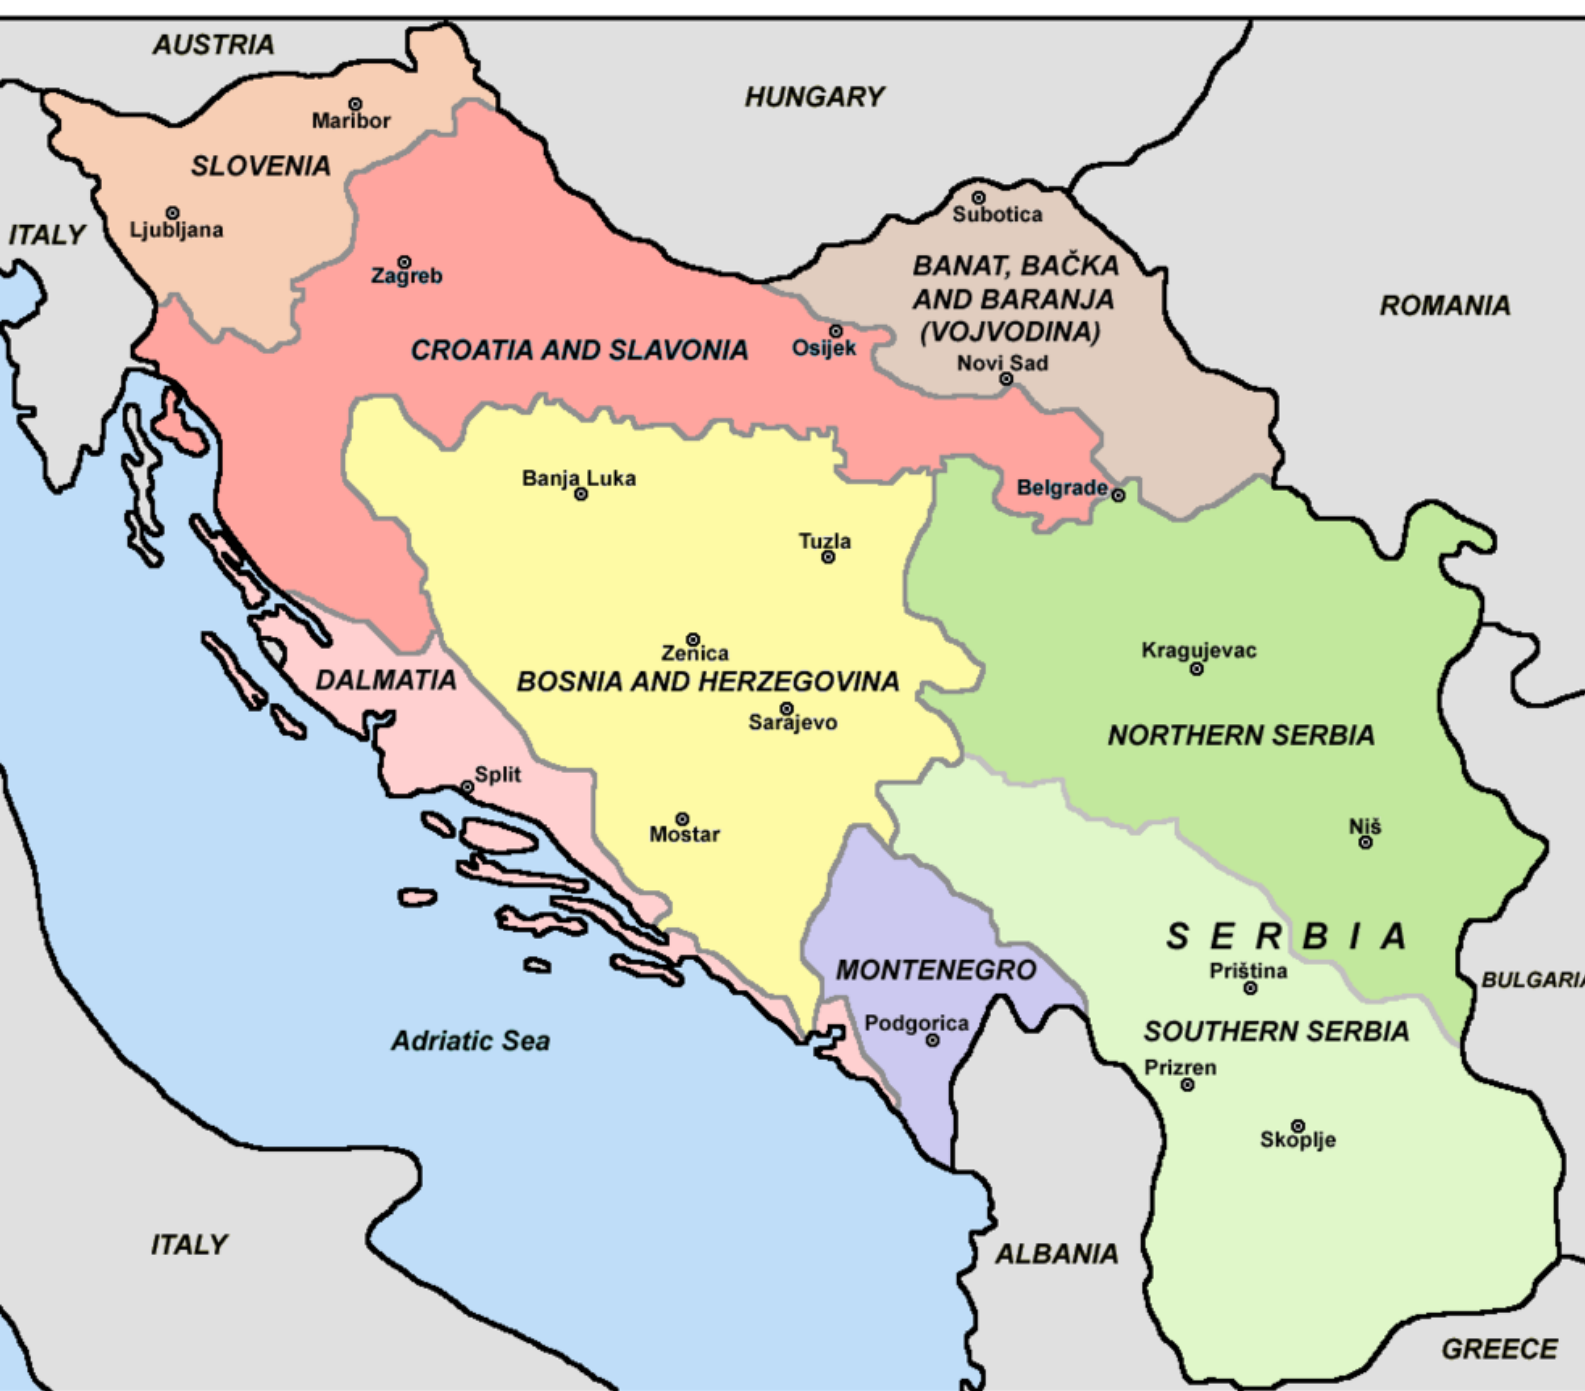 AUSTRIA
HUNGARY
Maribor
SLOVENIA
Subotica
Ljubljana
ITALY
BANAT, BAČKA
AND BARANJA
(VOJVODINA)
Zagreb
ROMANIA
CROATIA AND SLAVONIA
Osijek
Novi Sad
Banja Luka
Belgrade
Tuzla
Zenica
Kragujevac
DALMATIA
BOSNIA AND HERZEGOVINA
Sarajevo
NORTHERN SERBIA
Split
Mostar
Niš
SERBIA
MONTENEGRO
Priština
BULGARIA
Podgorica
SOUTHERN SERBIA
Adriatic Sea
Prizren
Skoplje
ITALY
ALBANIA
GREECE